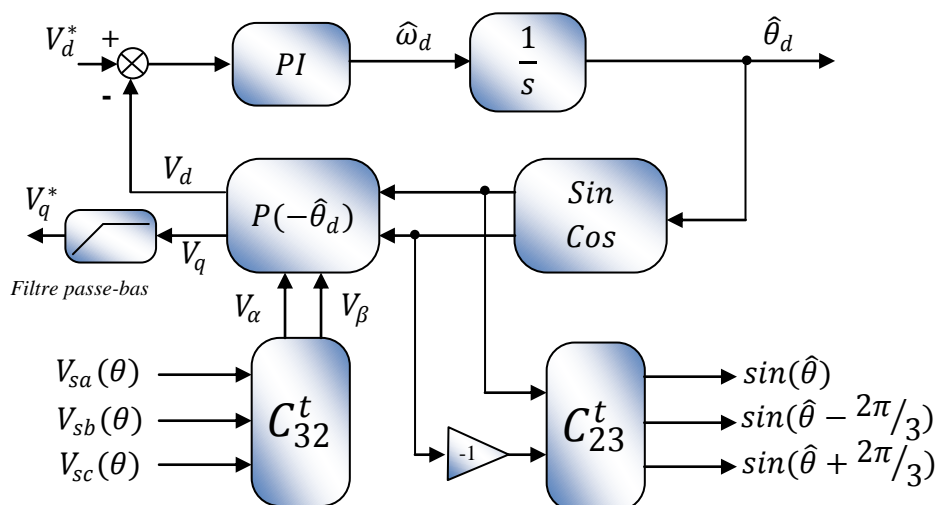 V_d^* + PI ω̂_d 1/s θ̂_d
-
V_d
V_q^* P(-θ̂_d) Sin
Cos
V_q
Filtre passe-bas
V_α V_β
V_sa(θ) sin(θ̂)
V_sb(θ) C_32^t C_23^t sin(θ̂ - 2π/3)
V_sc(θ) -1 sin(θ̂ + 2π/3)